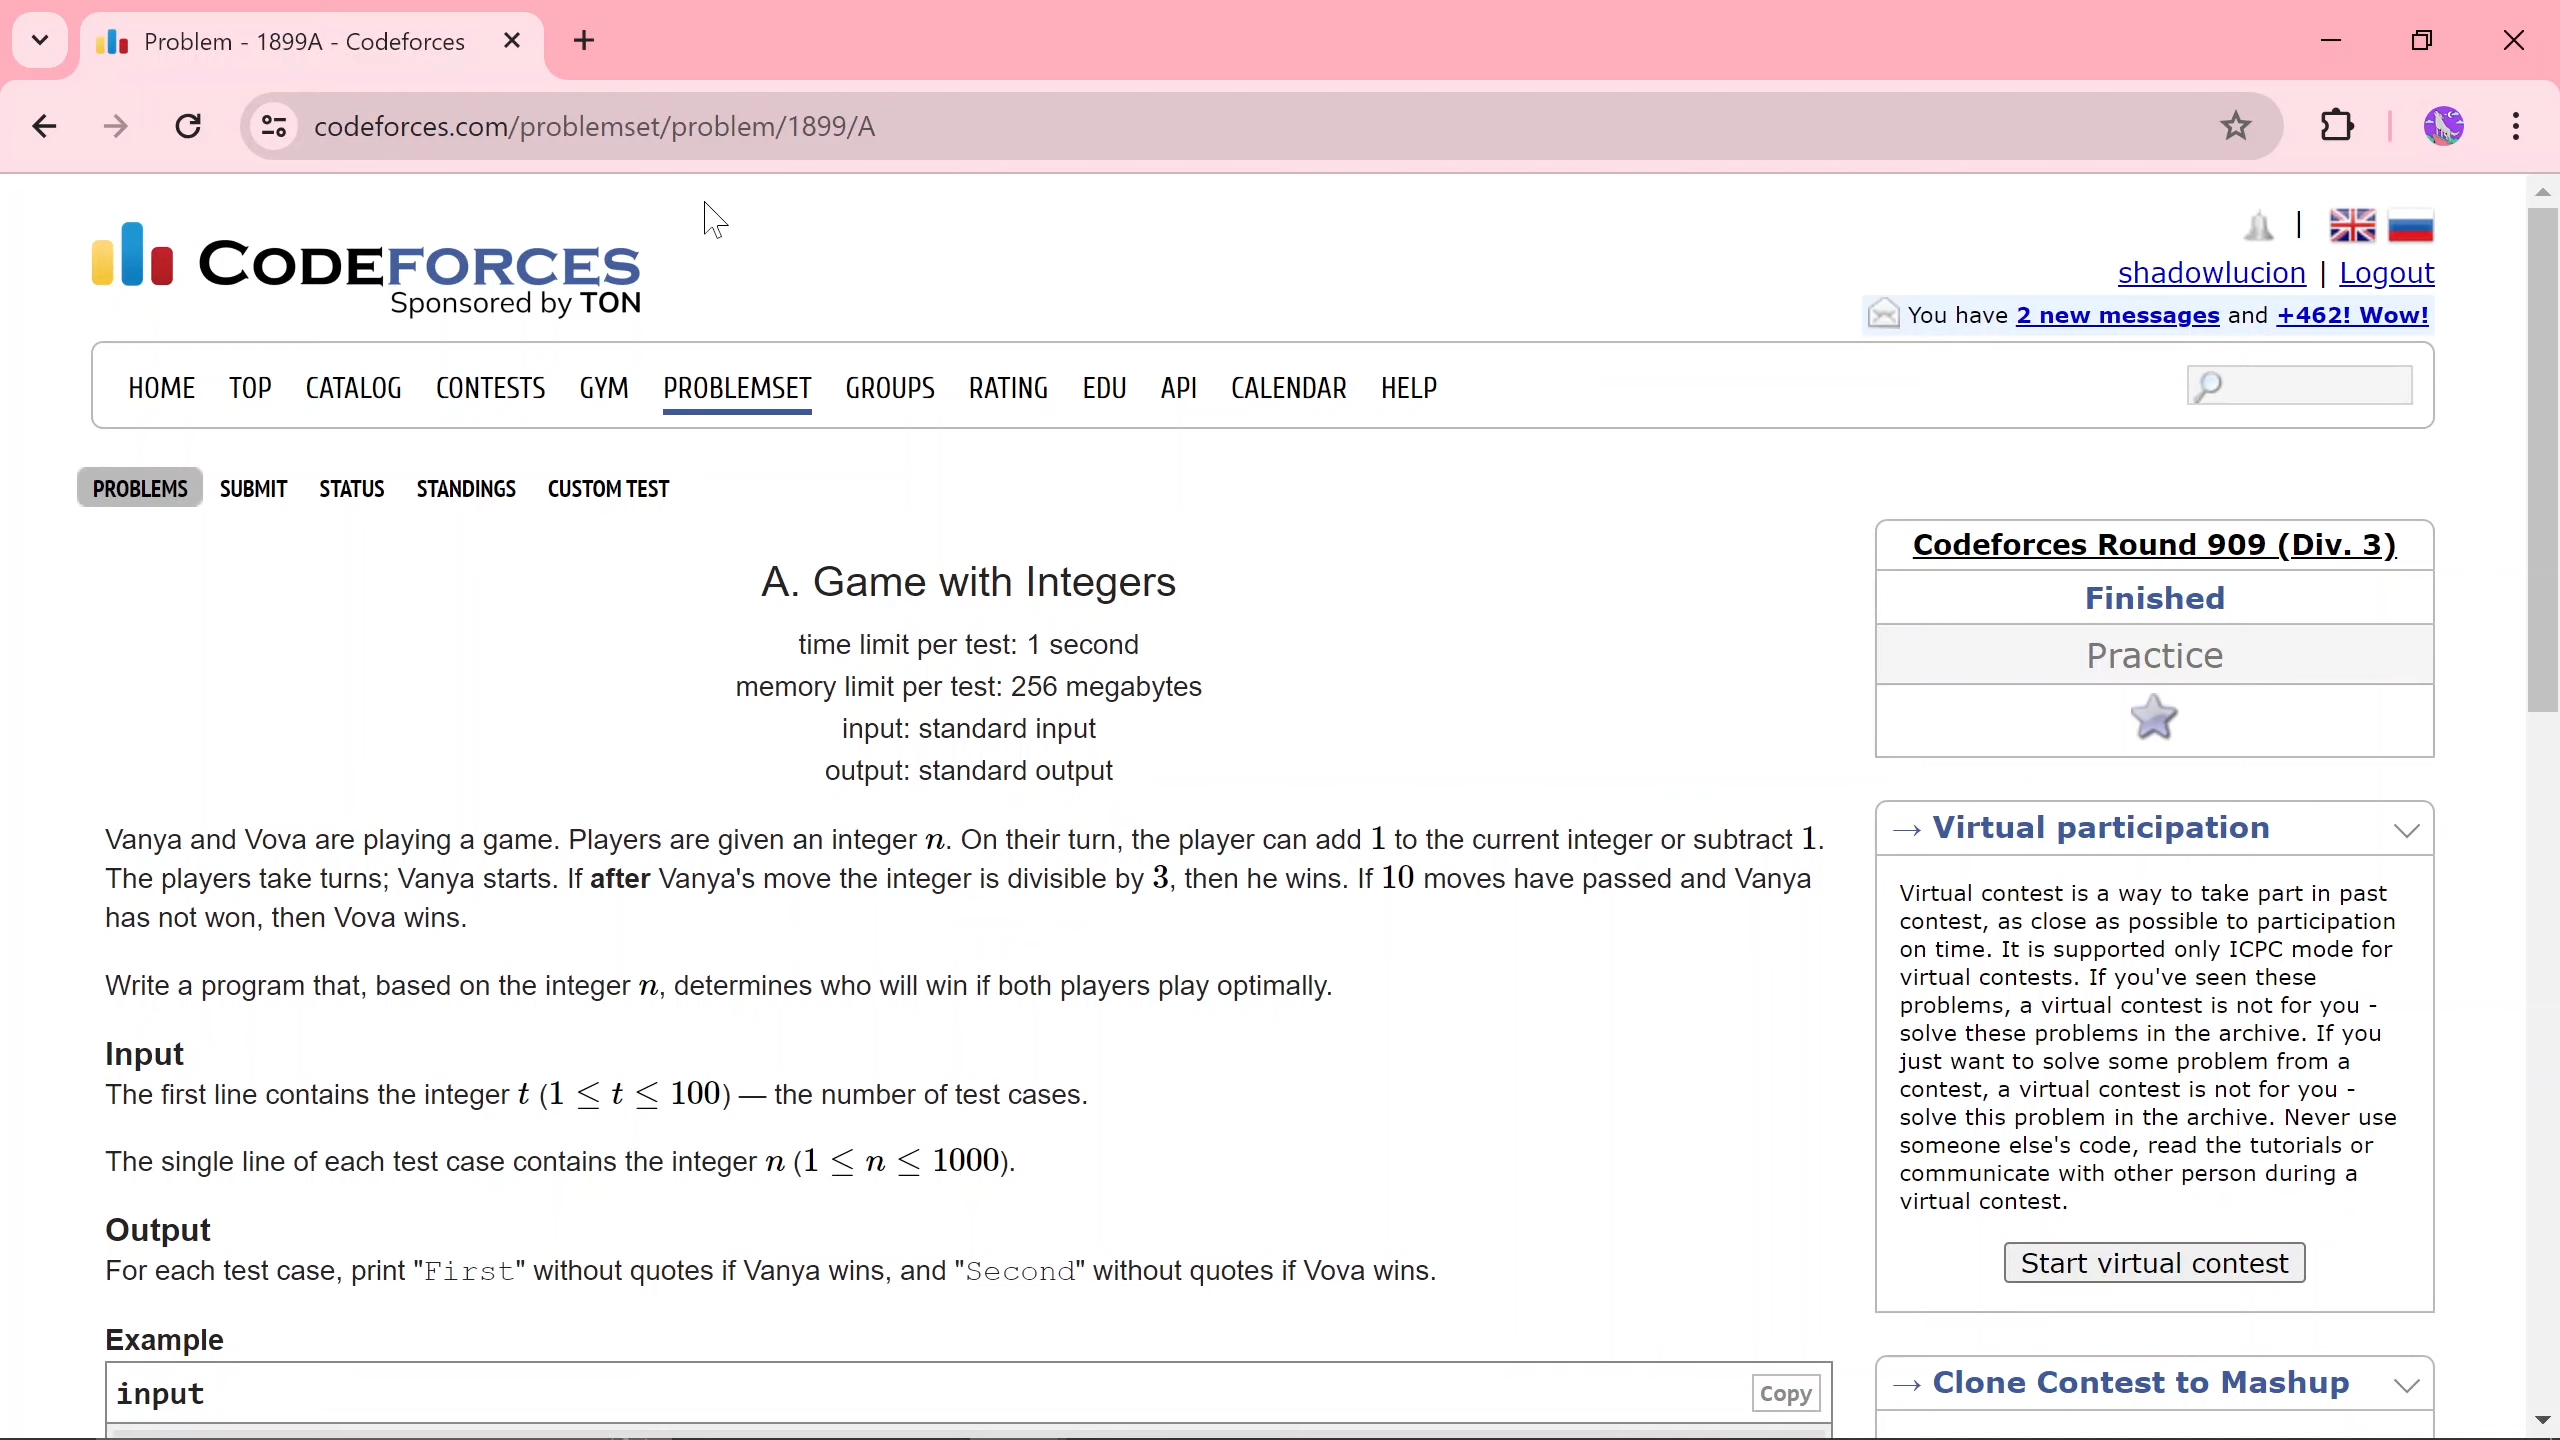 Problem - 1899A - Codeforces
codeforces.com/problemset/problem/1899/A
CODEFORCES
Sponsored by TON
shadowlucion | Logout
You have 2 new messages and +462! Wow!
HOME TOP CATALOG CONTESTS GYM PROBLEMSET GROUPS RATING EDU API CALENDAR HELP
PROBLEMS SUBMIT STATUS STANDINGS CUSTOM TEST
A. Game with Integers
time limit per test: 1 second
memory limit per test: 256 megabytes
input: standard input
output: standard output
Vanya and Vova are playing a game. Players are given an integer n. On their turn, the player can add 1 to the current integer or subtract 1.
The players take turns; Vanya starts. If after Vanya's move the integer is divisible by 3, then he wins. If 10 moves have passed and Vanya
has not won, then Vova wins.
Write a program that, based on the integer n, determines who will win if both players play optimally.
Input
The first line contains the integer t (1 ≤ t ≤ 100) — the number of test cases.
The single line of each test case contains the integer n (1 ≤ n ≤ 1000).
Output
For each test case, print "First" without quotes if Vanya wins, and "Second" without quotes if Vova wins.
Example
input
Copy
Codeforces Round 909 (Div. 3)
Finished
Practice
→ Virtual participation
Virtual contest is a way to take part in past
contest, as close as possible to participation
on time. It is supported only ICPC mode for
virtual contests. If you've seen these
problems, a virtual contest is not for you -
solve these problems in the archive. If you
just want to solve some problem from a
contest, a virtual contest is not for you -
solve this problem in the archive. Never use
someone else's code, read the tutorials or
communicate with other person during a
virtual contest.
Start virtual contest
→ Clone Contest to Mashup